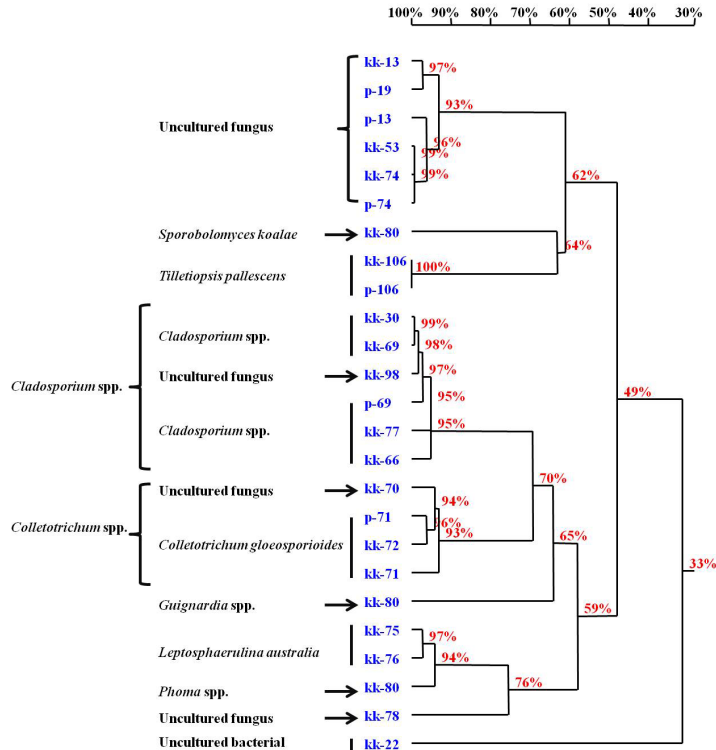 100% 90% 80% 70% 60% 50% 40% 30%
kk-13
97%
p-19
93%
p-13
Uncultured fungus
96%
kk-53
99%
kk-74
99%
62%
p-74
Sporobolomyces koalae
kk-80
64%
kk-106
Tilletiopsis pallescens
100%
p-106
kk-30
99%
Cladosporium spp.
kk-69
98%
Uncultured fungus
kk-98
97%
Cladosporium spp.
p-69
95%
49%
Cladosporium spp.
kk-77
95%
kk-66
70%
Uncultured fungus
kk-70
94%
p-71
96%
Colletotrichum spp.
Colletotrichum gloeosporioides
kk-72
93%
65%
kk-71
33%
Guignardia spp.
kk-80
59%
kk-75
97%
Leptosphaerulina australia
kk-76
94%
Phoma spp.
kk-80
76%
Uncultured fungus
kk-78
Uncultured bacterial
kk-22